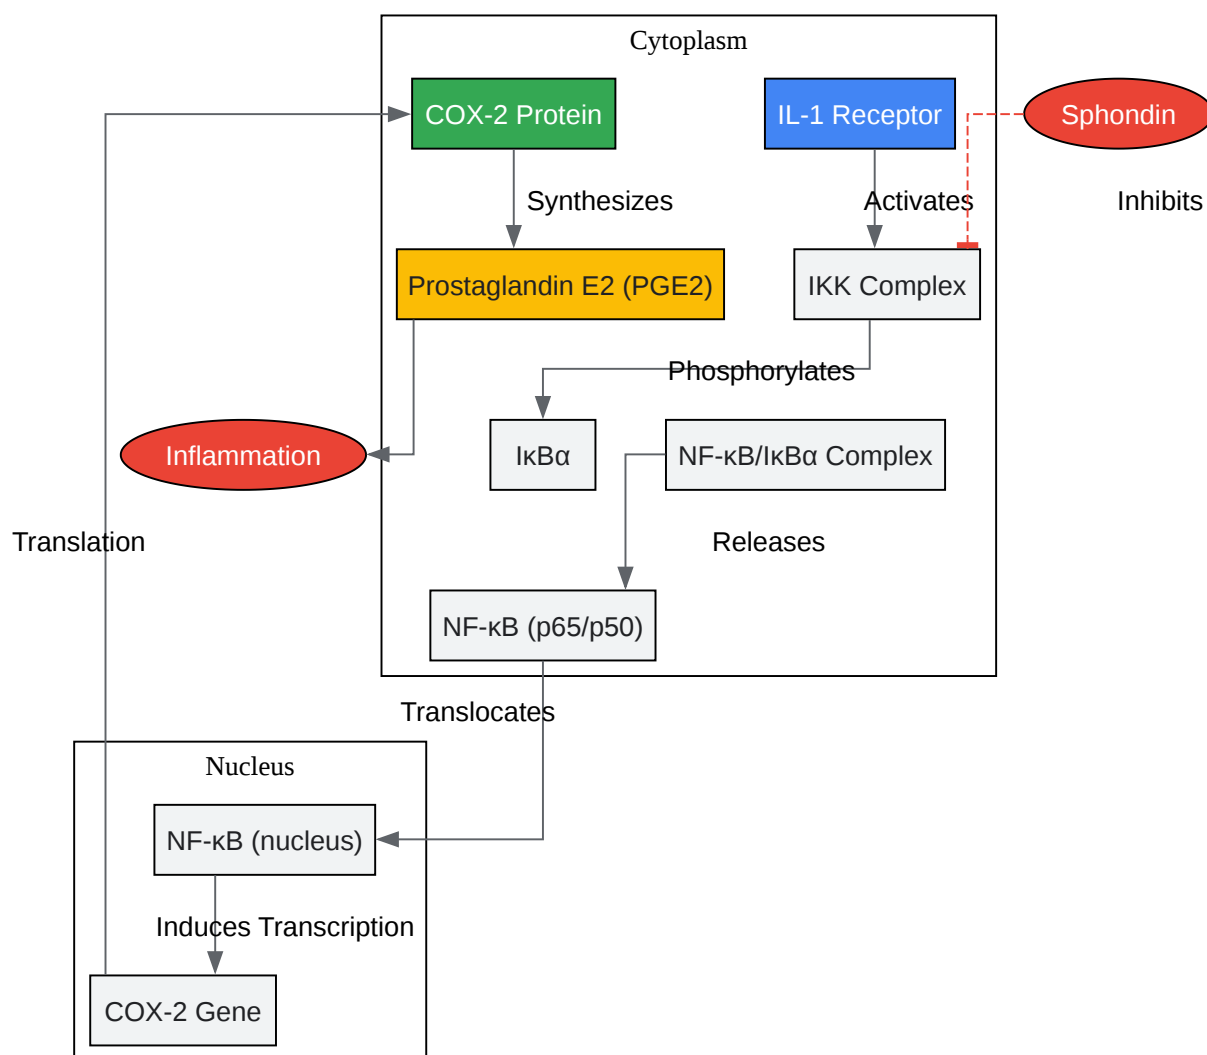 Cytoplasm
COX-2 Protein
IL-1 Receptor
Sphondin
Synthesizes
Activates
Inhibits
Prostaglandin E2 (PGE2)
IKK Complex
Phosphorylates
Inflammation
IκBα
NF-κB/IκBα Complex
Translation
Releases
NF-κB (p65/p50)
Translocates
Nucleus
NF-κB (nucleus)
Induces Transcription
COX-2 Gene